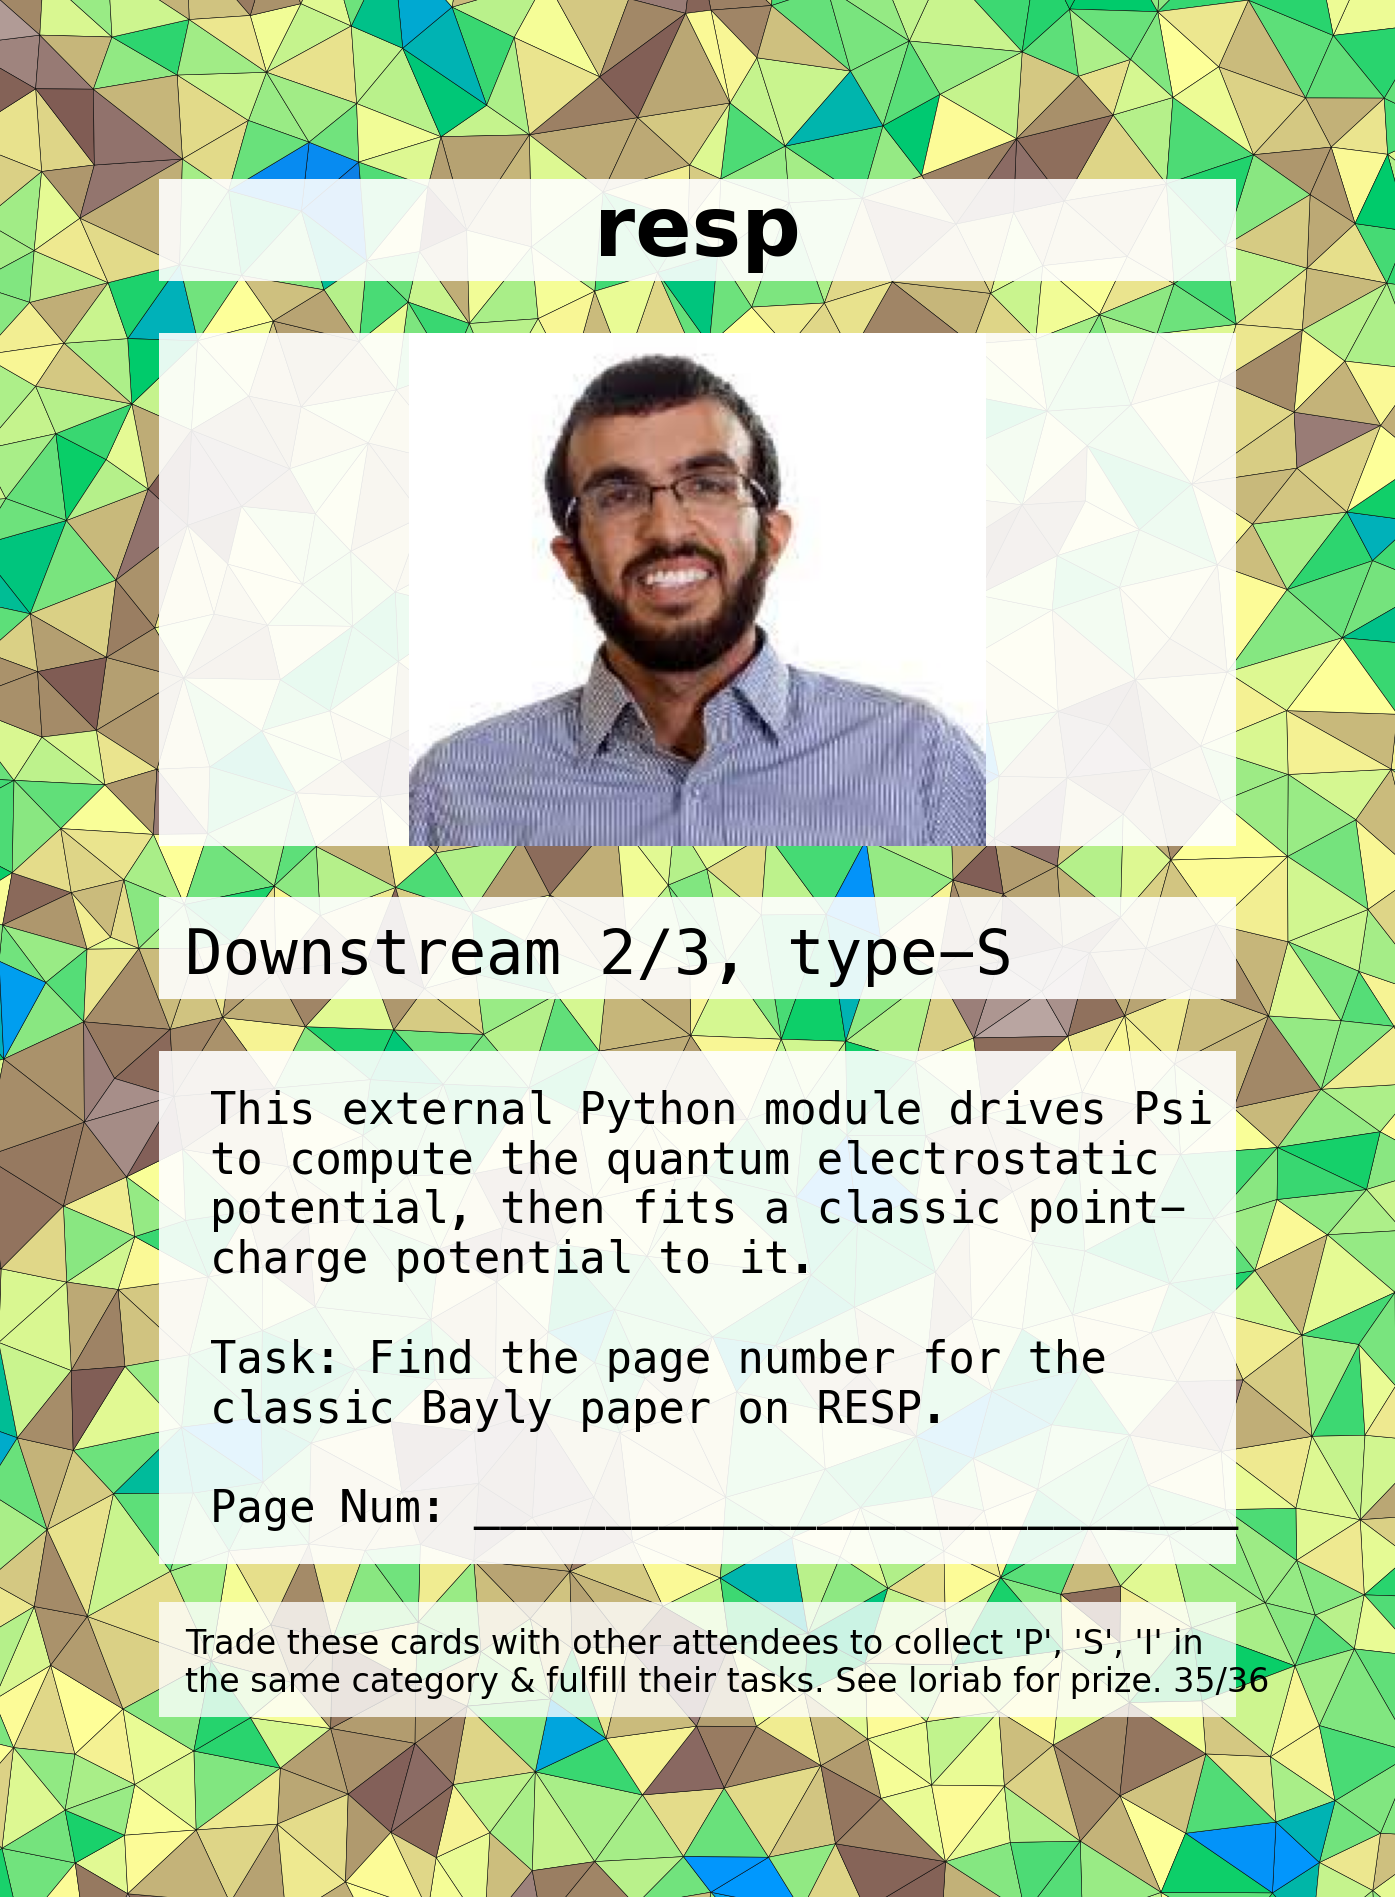 resp
Downstream 2/3, type−S
This external Python module drives Psi
to compute the quantum electrostatic
potential, then fits a classic point−
charge potential to it.
Task: Find the page number for the
classic Bayly paper on RESP.
Page Num: _____________________________
Trade these cards with other attendees to collect 'P', 'S', 'I' in
the same category & fulfill their tasks. See loriab for prize. 35/36